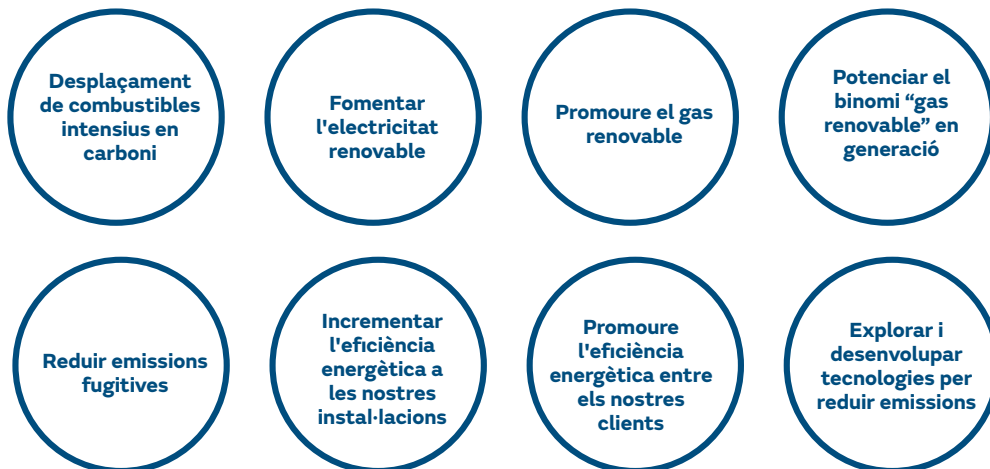 Desplaçament
de combustibles
intensius en
carboni
Fomentar
l'electricitat
renovable
Promoure el gas
renovable
Potenciar el
binomi “gas
renovable” en
generació
Reduir emissions
fugitives
Incrementar
l'eficiència
energètica a
les nostres
instal·lacions
Promoure
l'eficiència
energètica entre
els nostres
clients
Explorar i
desenvolupar
tecnologies per
reduir emissions